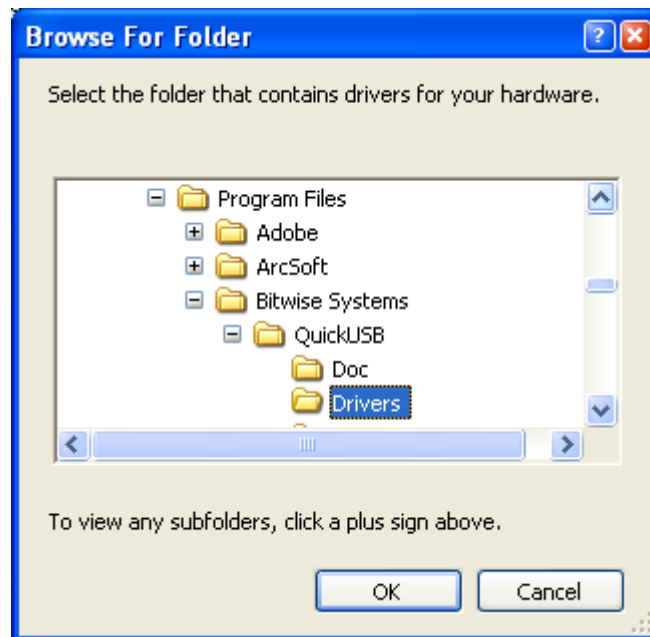 Browse For Folder
Select the folder that contains drivers for your hardware.
Program Files
Adobe
ArcSoft
Bitwise Systems
QuickUSB
Doc
Drivers
To view any subfolders, click a plus sign above.
OK Cancel